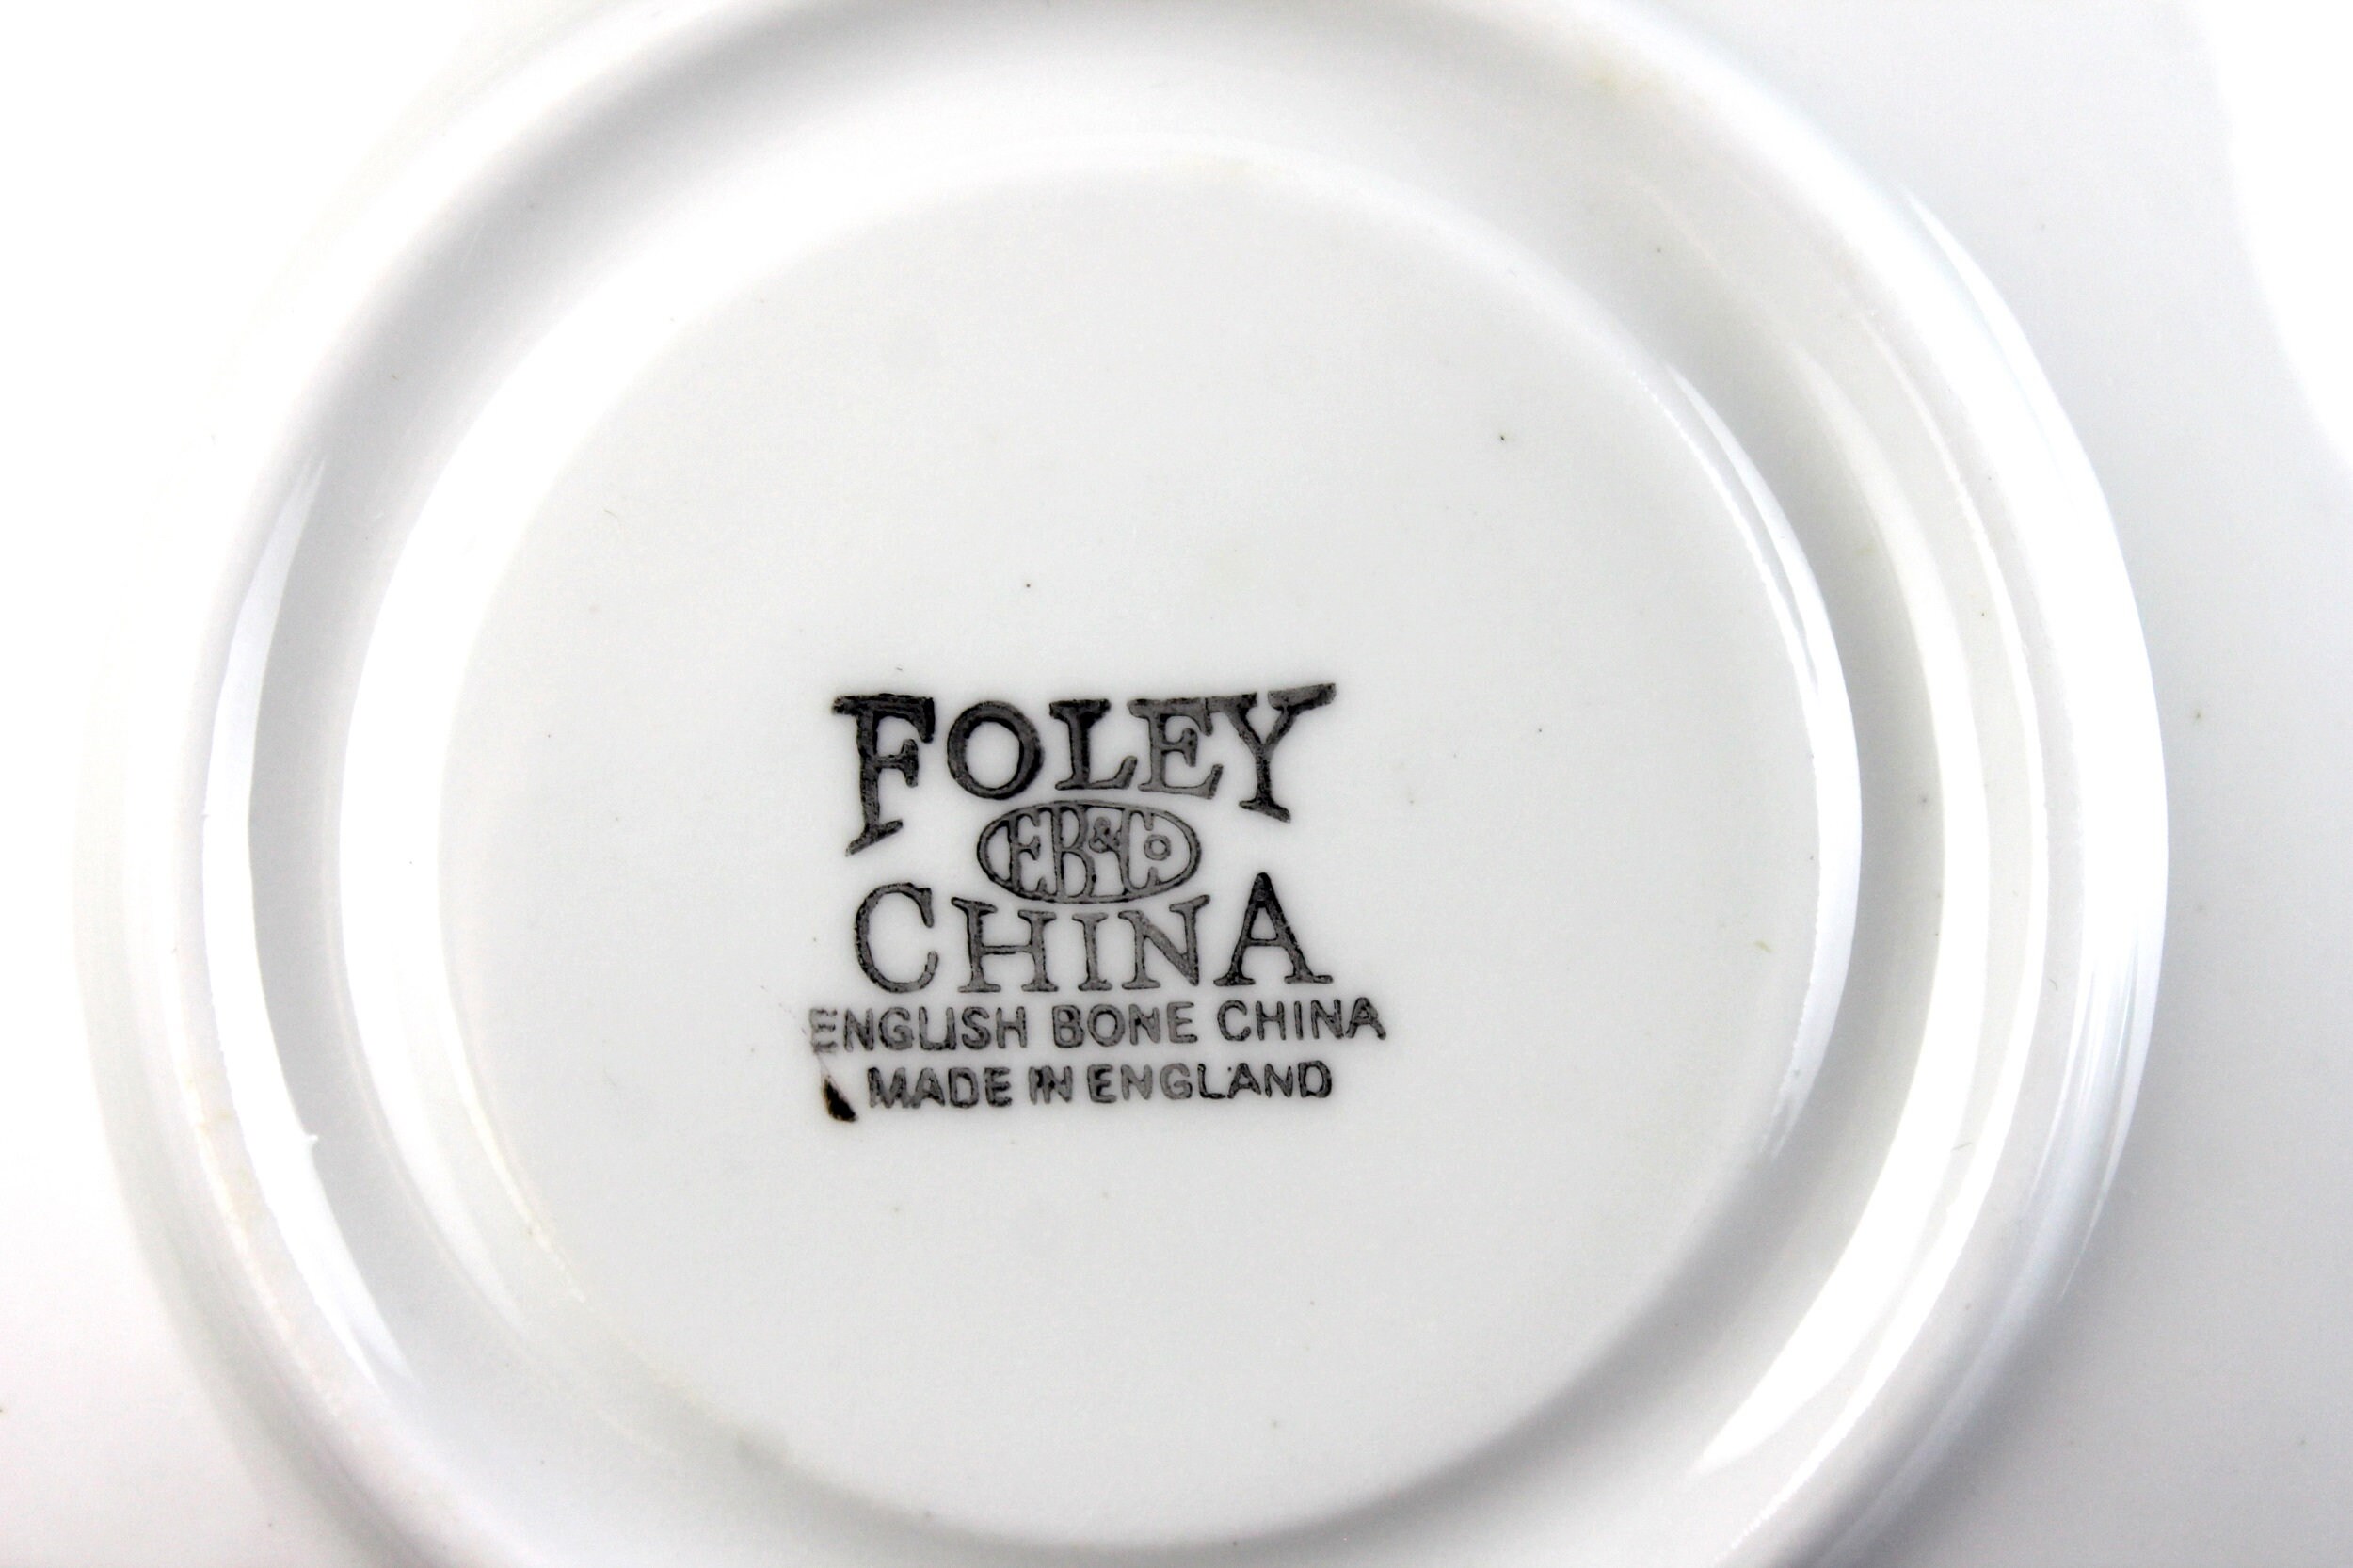 FOLEY
EB&Co
CHINA
ENGLISH BONE CHINA
MADE IN ENGLAND